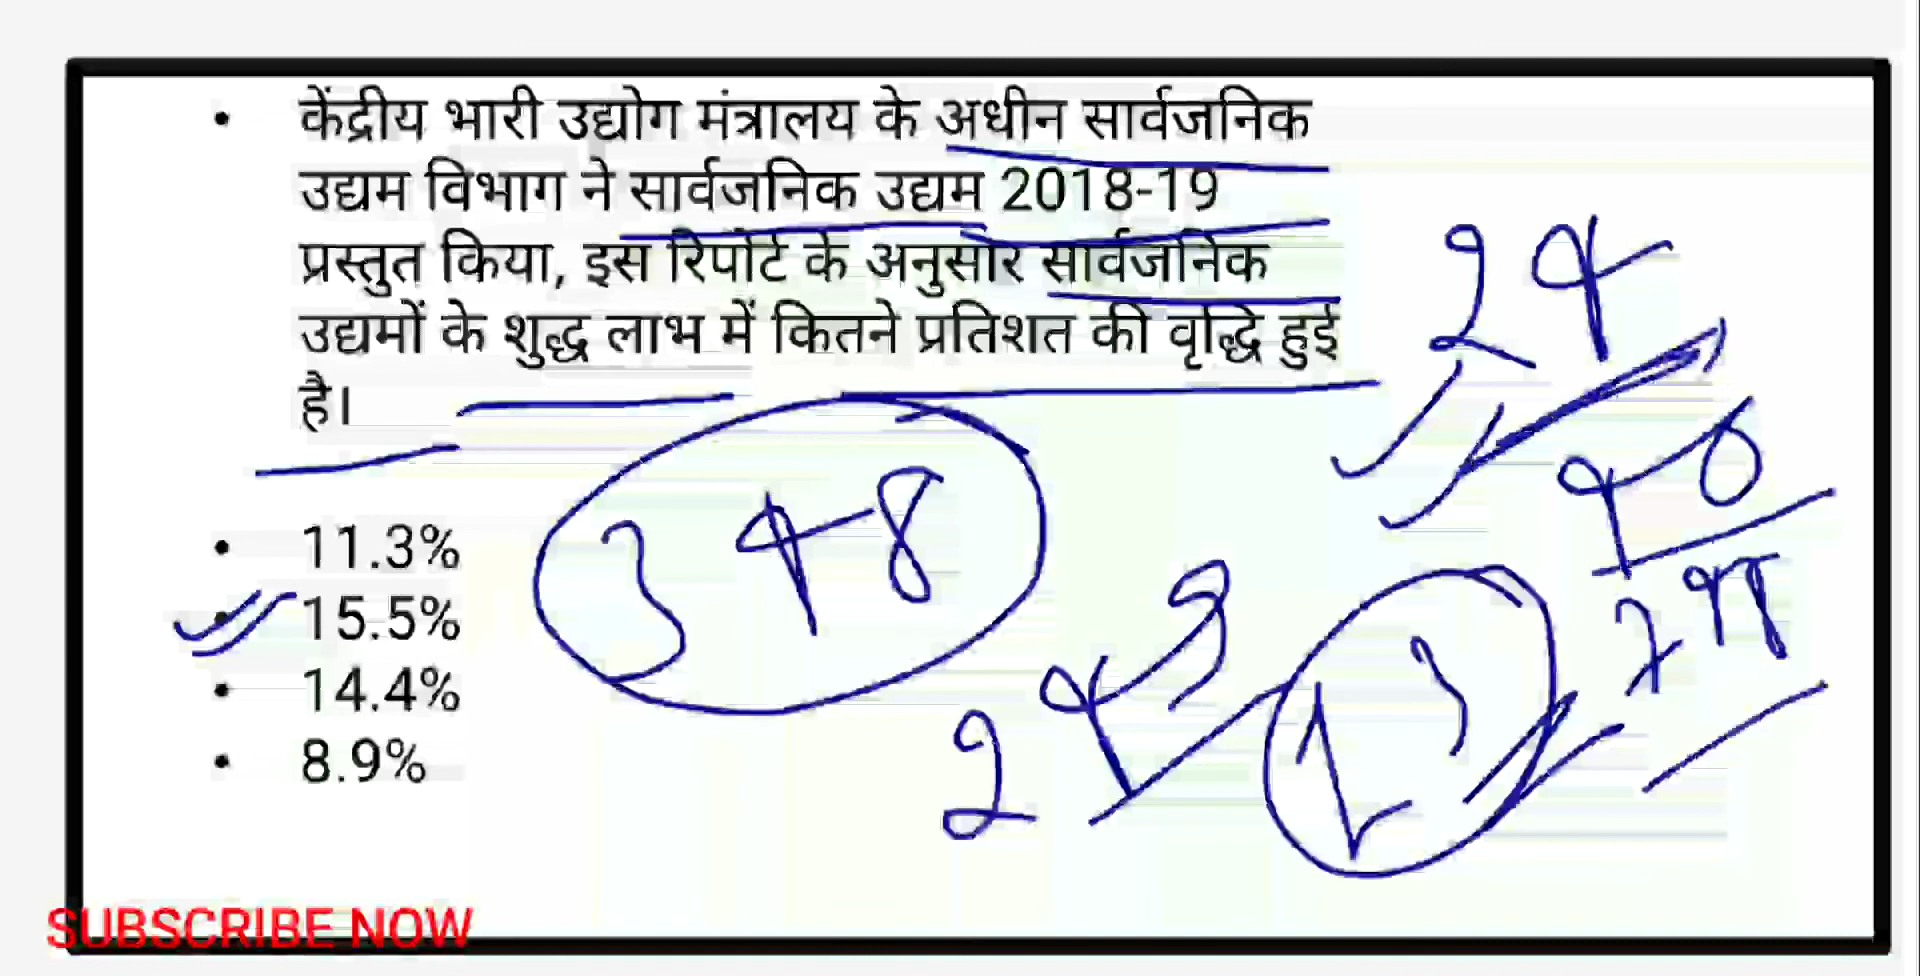 • केंद्रीय भारी उद्योग मंत्रालय के अधीन सार्वजनिक
उद्यम विभाग ने सार्वजनिक उद्यम 2018-19
प्रस्तुत किया, इस रिपोर्ट के अनुसार सार्वजनिक
उद्यमों के शुद्ध लाभ में कितने प्रतिशत की वृद्धि हुई
है।
• 11.3%
• 15.5%
• 14.4%
• 8.9%
348
SUBSCRIBE NOW